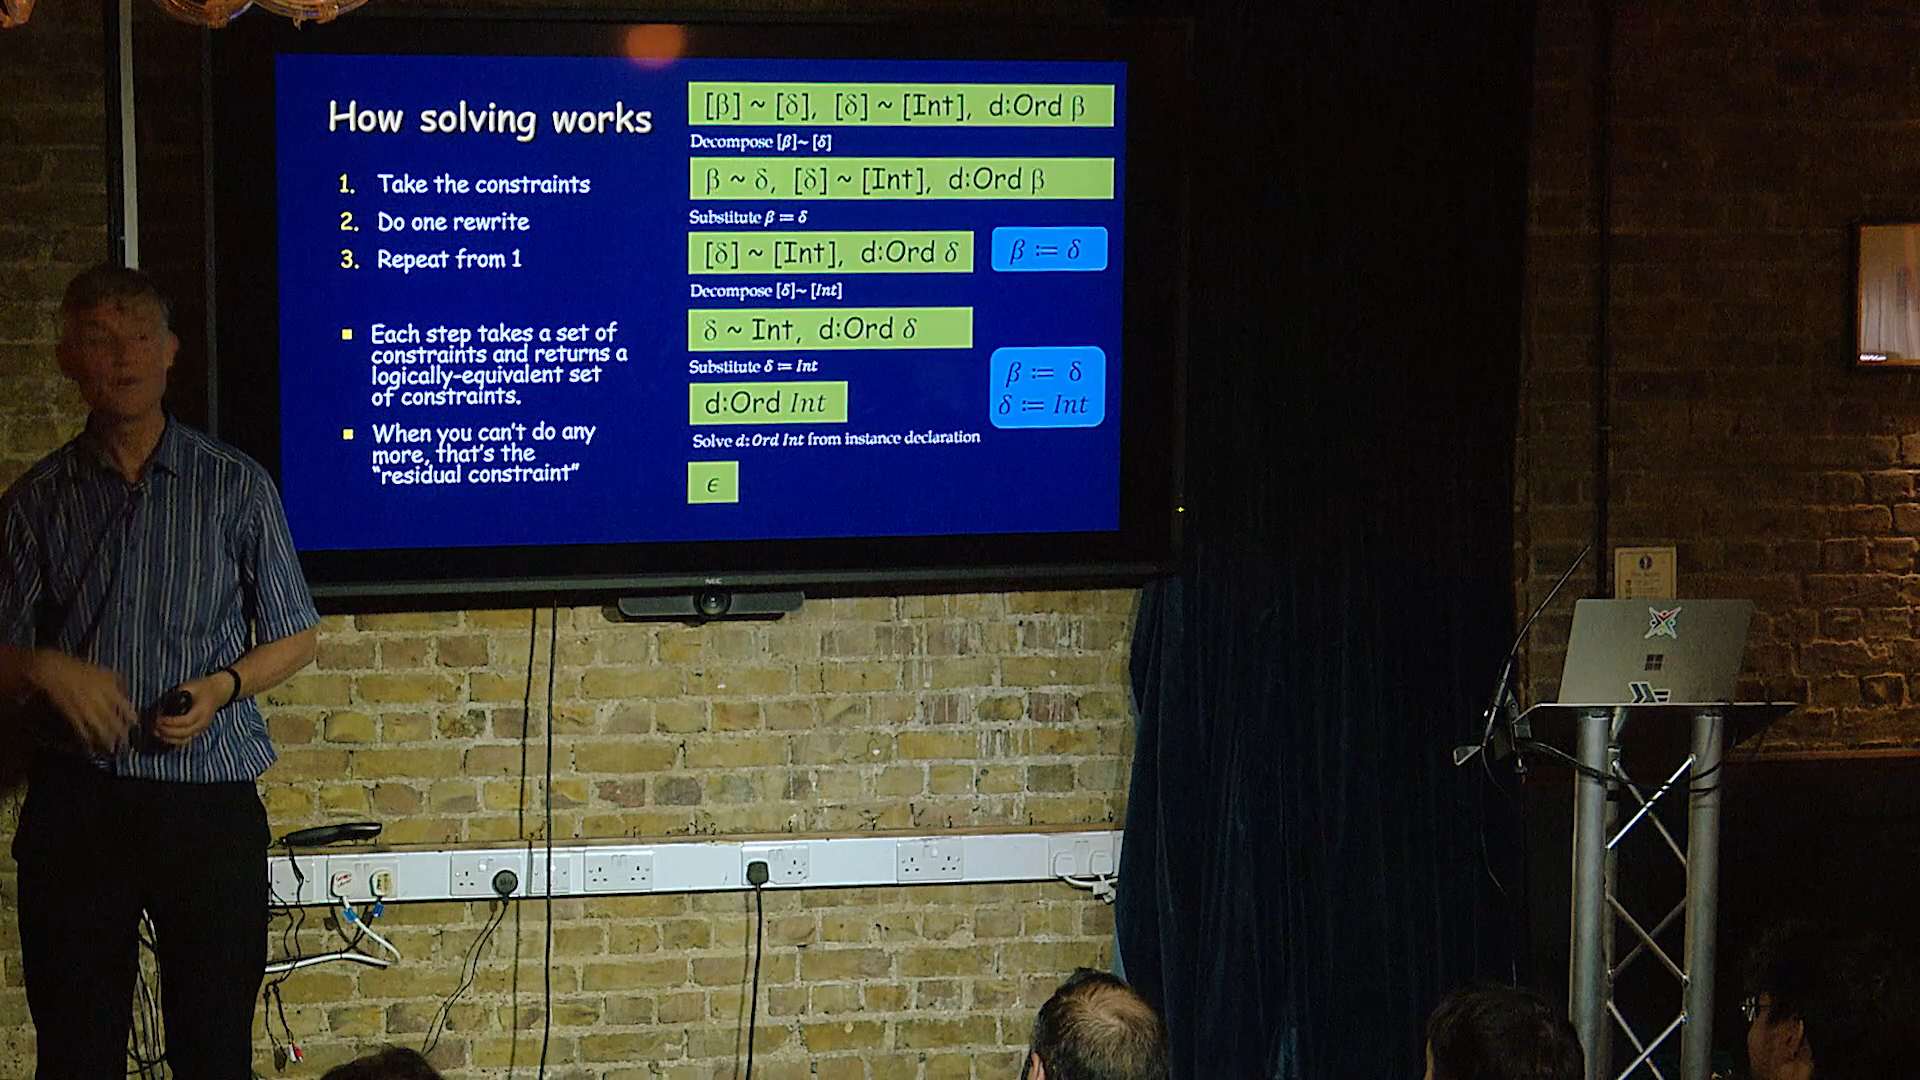 How solving works
1. Take the constraints
2. Do one rewrite
3. Repeat from 1
Each step takes a set of
constraints and returns a
logically-equivalent set
of constraints.
When you can't do any
more, that's the
"residual constraint"
[β] ~ [δ], [δ] ~ [Int], d:Ord β
Decompose [β]~ [δ]
β ~ δ, [δ] ~ [Int], d:Ord β
Substitute β ≔ δ
[δ] ~ [Int], d:Ord δ
β ≔ δ
Decompose [δ]~ [Int]
δ ~ Int, d:Ord δ
Substitute δ ≔ Int
β ≔ δ
δ ≔ Int
d:Ord Int
Solve d: Ord Int from instance declaration
ϵ
NEC